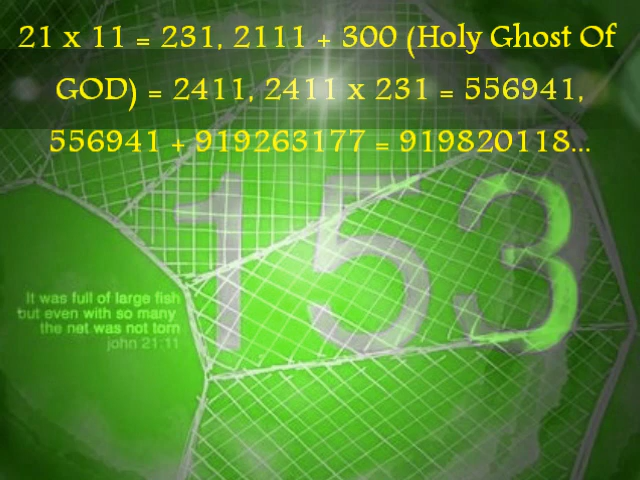 21 x 11 = 231, 2111 + 300 (Holy Ghost Of
GOD) = 2411, 2411 x 231 = 556941,
556941 + 919263177 = 919820118...
153
It was full of large fish
but even with so many
the net was not torn
john 21:11